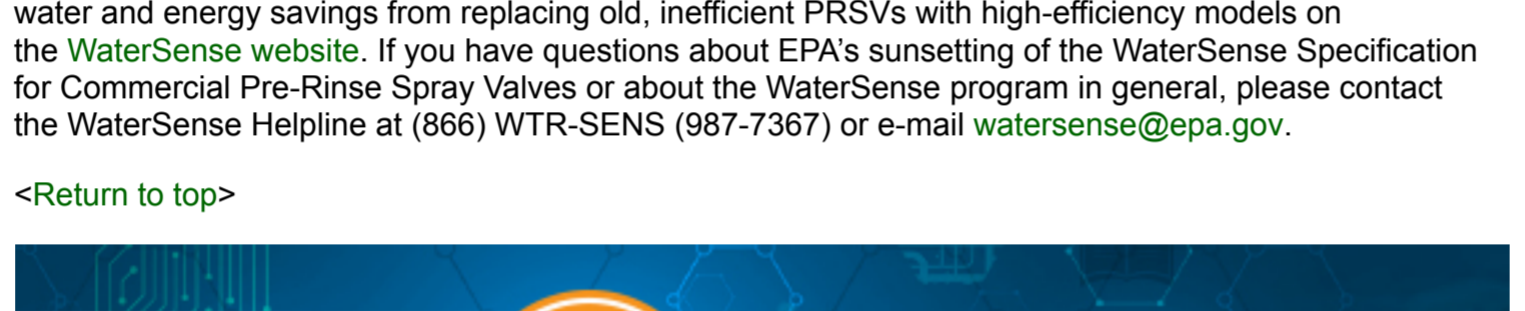 water and energy savings from replacing old, inefficient PRSVs with high-efficiency models on
the WaterSense website. If you have questions about EPA's sunsetting of the WaterSense Specification
for Commercial Pre-Rinse Spray Valves or about the WaterSense program in general, please contact
the WaterSense Helpline at (866) WTR-SENS (987-7367) or e-mail watersense@epa.gov.
<Return to top>